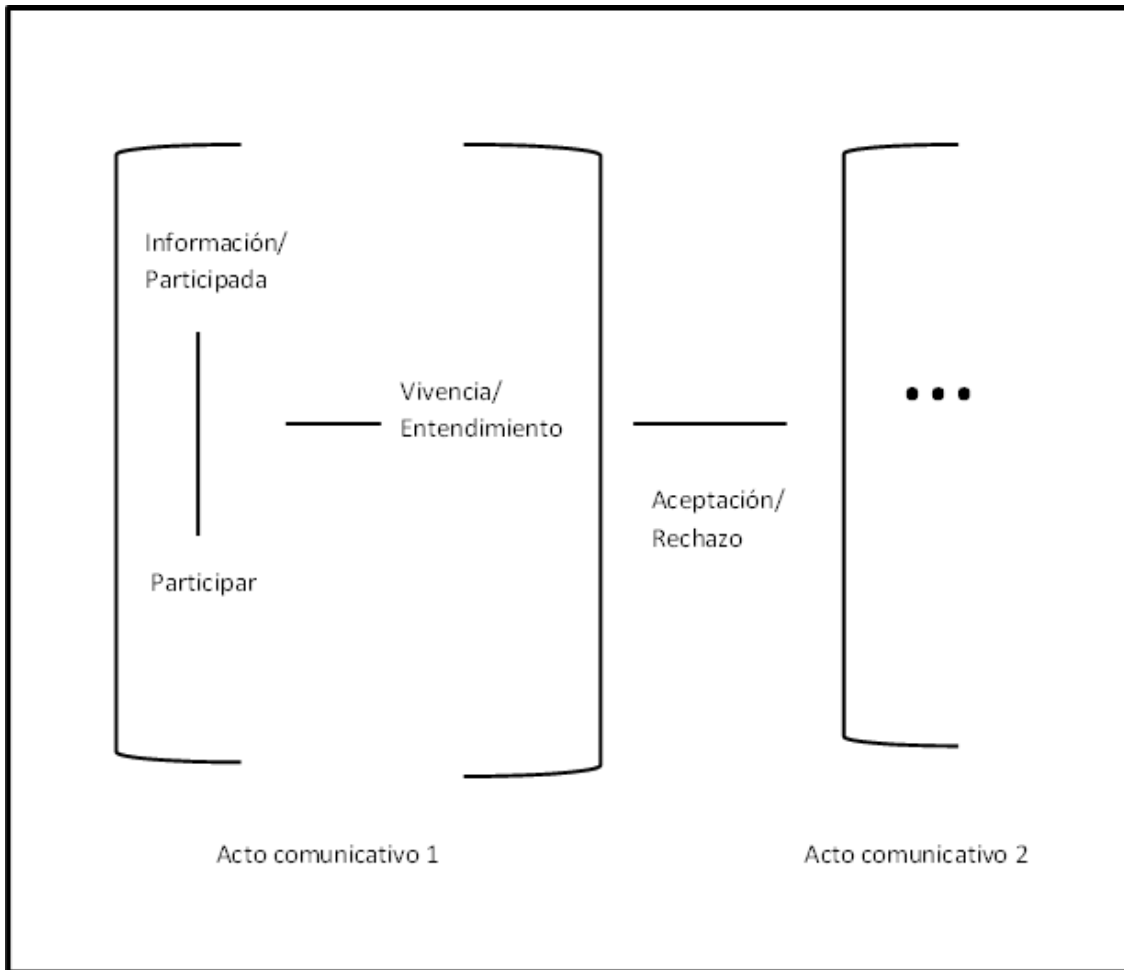 Información/
Participada
Vivencia/
Entendimiento
Aceptación/
Rechazo
Participar
Acto comunicativo 1
Acto comunicativo 2